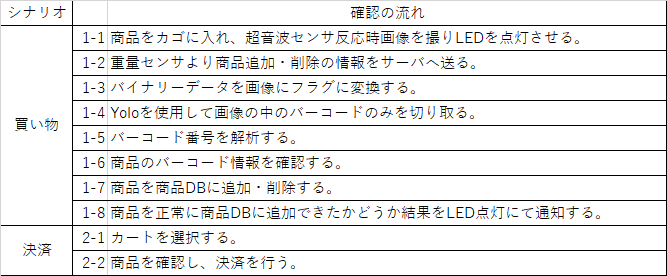 シナリオ 確認の流れ
買い物
1-1 商品をカゴに入れ、超音波センサ反応時画像を撮りLEDを点灯させる。
1-2 重量センサより商品追加・削除の情報をサーバへ送る。
1-3 バイナリーデータを画像にフラグに変換する。
1-4 Yoloを使用して画像の中のバーコードのみを切り取る。
1-5 バーコード番号を解析する。
1-6 商品のバーコード情報を確認する。
1-7 商品を商品DBに追加・削除する。
1-8 商品を正常に商品DBに追加できたかどうか結果をLED点灯にて通知する。
決済
2-1 カートを選択する。
2-2 商品を確認し、決済を行う。